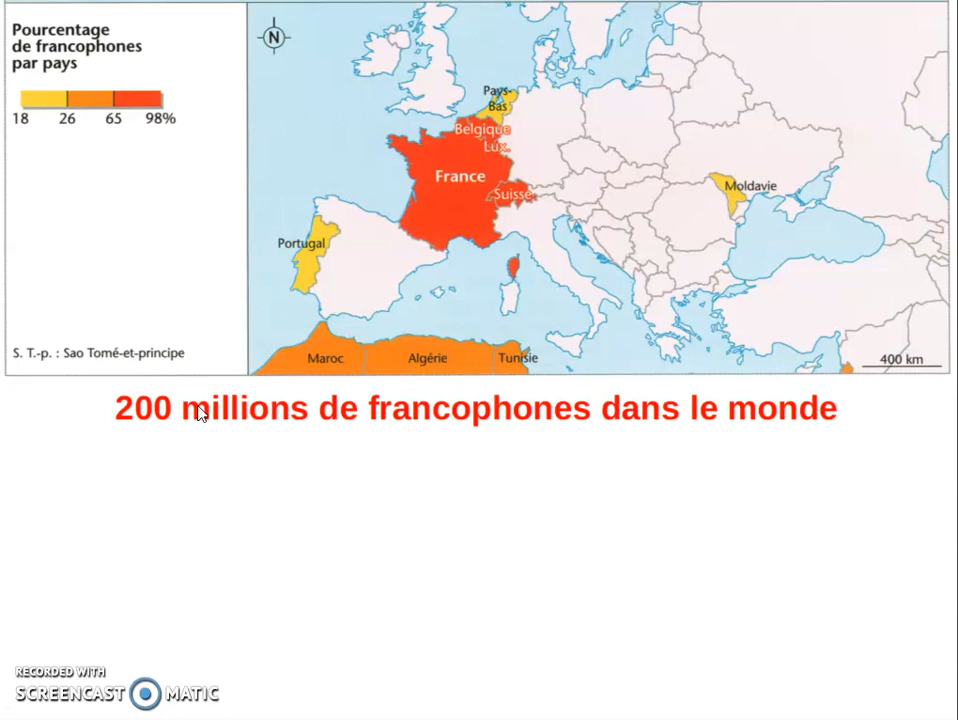 Pourcentage
de francophones
par pays
18 26 65 98%
N
Pays-
Bas
Belgique
Lux.
France
Suisse
Moldavie
Portugal
Maroc
Algérie
Tunisie
S. T.-p. : Sao Tomé-et-principe
400 km
200 millions de francophones dans le monde
RECORDED WITH
SCREENCAST MATIC